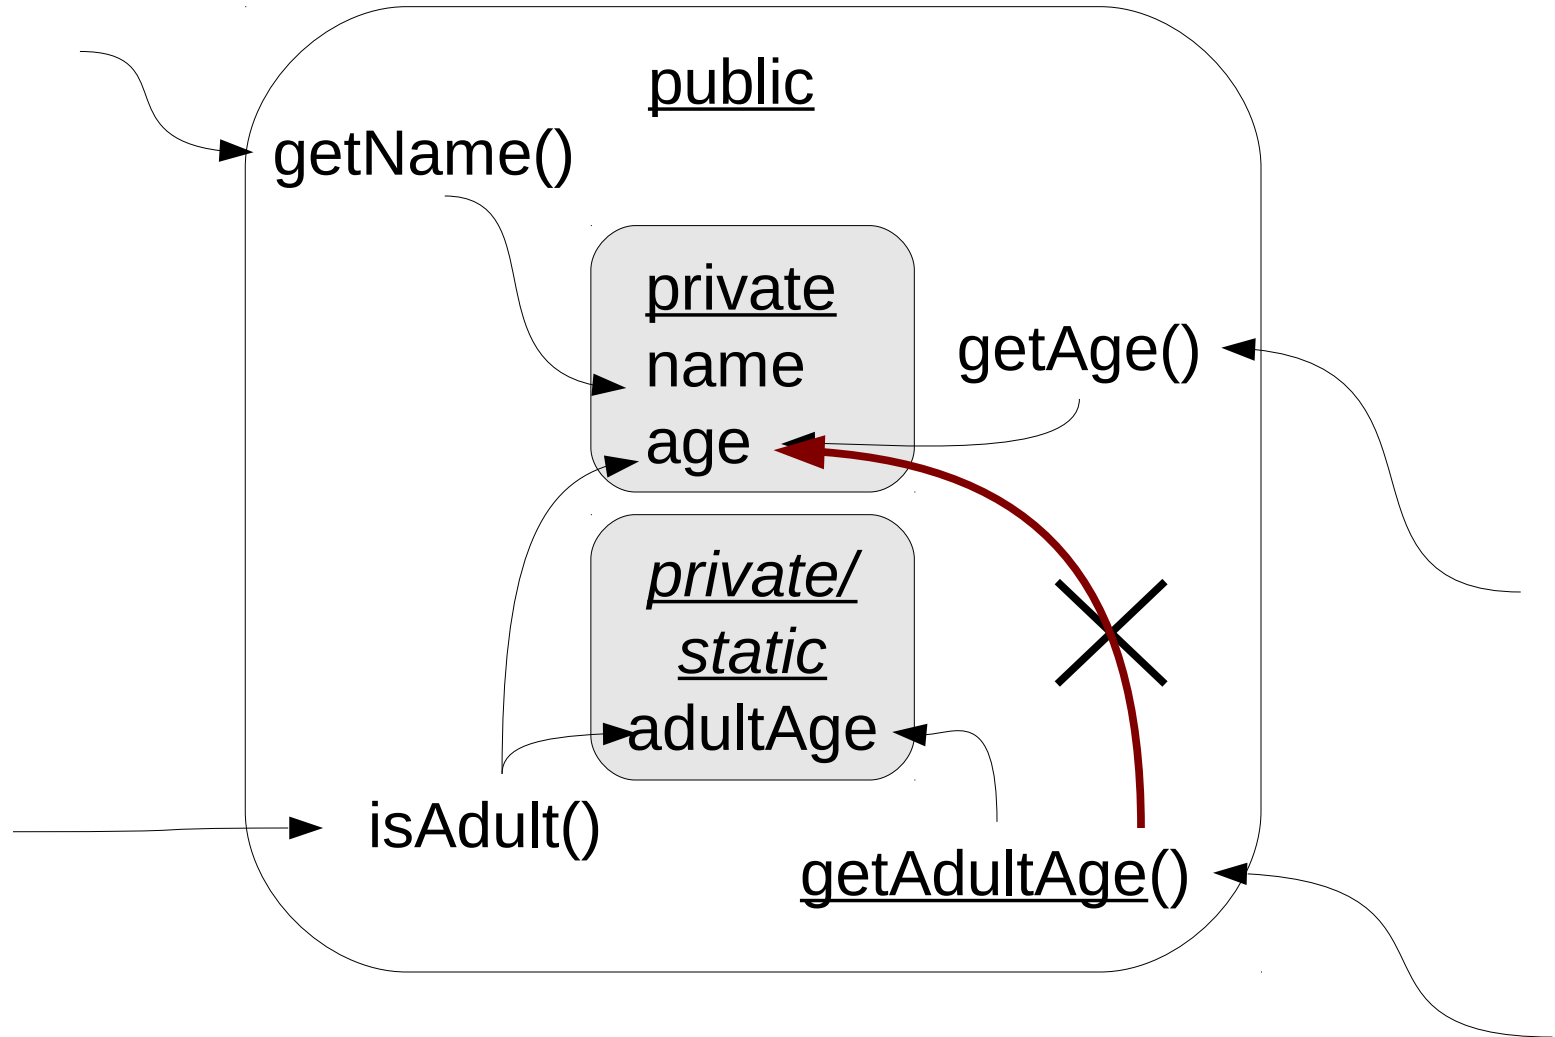 public
getName()
private
name
age
getAge()
private/
static
adultAge
isAdult()
getAdultAge()